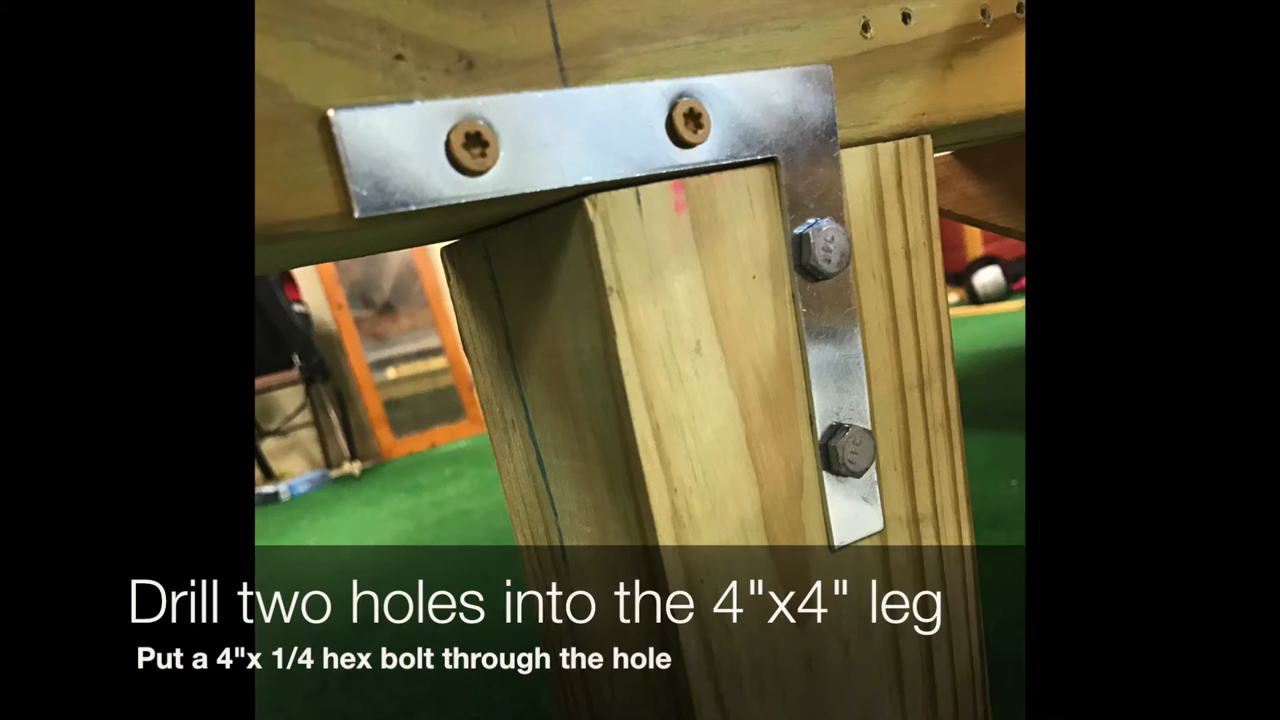 Drill two holes into the 4"x4" leg
Put a 4"x 1/4 hex bolt through the hole